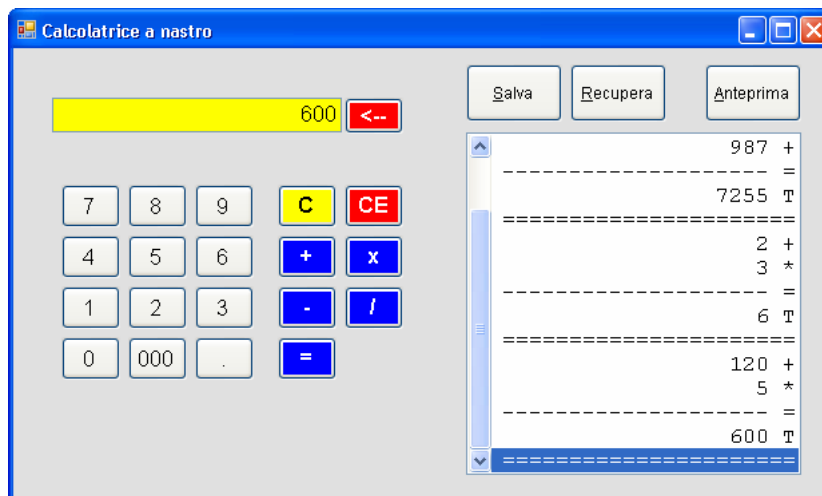 Calcolatrice a nastro
Salva Recupera Anteprima
600 <--
7 8 9 C CE
4 5 6 + x
1 2 3 - /
0 000 . =
987 +
-------------------- =
7255 T
======================
2 +
3 *
-------------------- =
6 T
======================
120 +
5 *
-------------------- =
600 T
======================